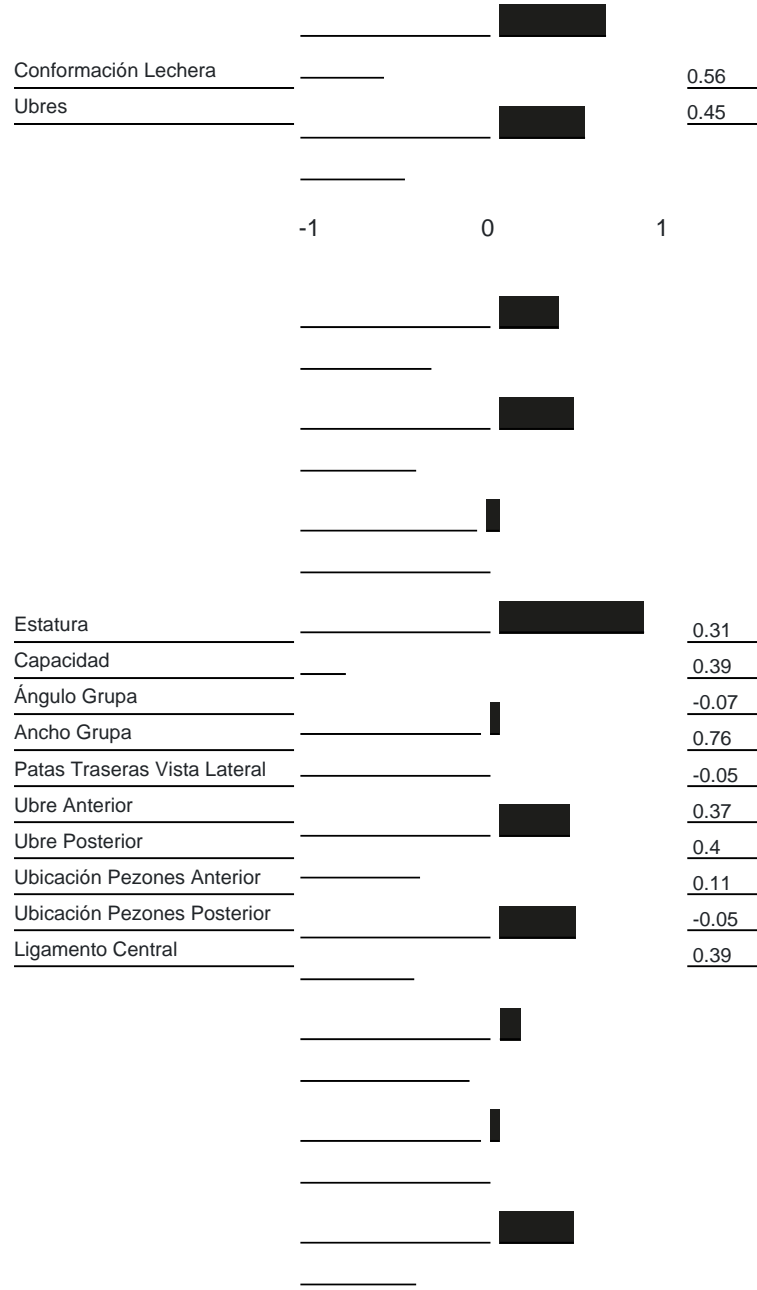 Conformación Lechera 0.56
Ubres 0.45
-1 0 1
Estatura 0.31
Capacidad 0.39
Ángulo Grupa -0.07
Ancho Grupa 0.76
Patas Traseras Vista Lateral -0.05
Ubre Anterior 0.37
Ubre Posterior 0.4
Ubicación Pezones Anterior 0.11
Ubicación Pezones Posterior -0.05
Ligamento Central 0.39